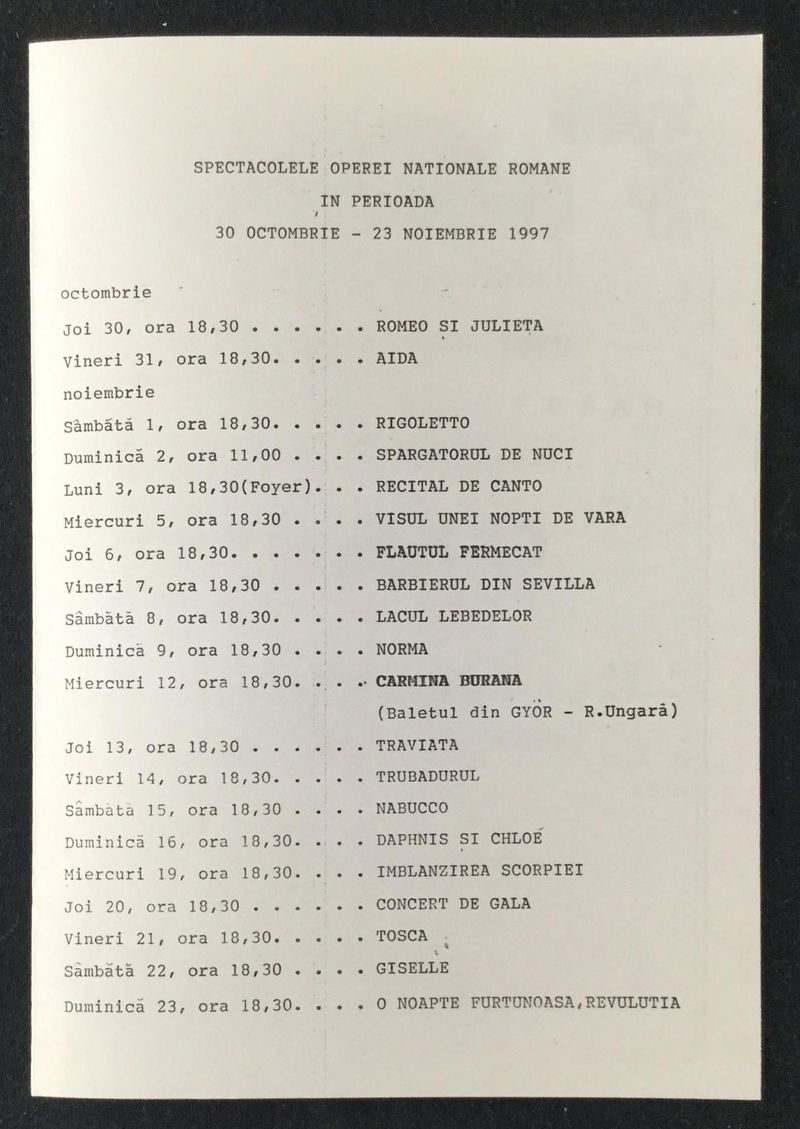 SPECTACOLELE OPEREI NATIONALE ROMANE
IN PERIOADA
30 OCTOMBRIE - 23 NOIEMBRIE 1997
octombrie
Joi 30, ora 18,30 . . . . . . ROMEO ȘI JULIETA
Vineri 31, ora 18,30. . . . . AIDA
noiembrie
Sâmbătă 1, ora 18,30. . . . . RIGOLETTO
Duminică 2, ora 11,00 . . . . SPARGATORUL DE NUCI
Luni 3, ora 18,30(Foyer). . . RECITAL DE CANTO
Miercuri 5, ora 18,30 . . . . VISUL UNEI NOPTI DE VARA
Joi 6, ora 18,30. . . . . . . FLAUTUL FERMECAT
Vineri 7, ora 18,30 . . . . . BARBIERUL DIN SEVILLA
Sâmbătă 8, ora 18,30. . . . . LACUL LEBEDELOR
Duminică 9, ora 18,30 . . . . NORMA
Miercuri 12, ora 18,30. . . . CARMINA BURANA
(Baletul din GYÖR - R.Ungară)
Joi 13, ora 18,30 . . . . . . TRAVIATA
Vineri 14, ora 18,30. . . . . TRUBADURUL
Sâmbătă 15, ora 18,30 . . . . NABUCCO
Duminică 16, ora 18,30. . . . DAPHNIS ȘI CHLOÉ
Miercuri 19, ora 18,30. . . . IMBLANZIREA SCORPIEI
Joi 20, ora 18,30 . . . . . . CONCERT DE GALA
Vineri 21, ora 18,30. . . . . TOSCA
Sâmbătă 22, ora 18,30 . . . . GISELLE
Duminică 23, ora 18,30. . . . O NOAPTE FURTUNOASA,REVULUTIA